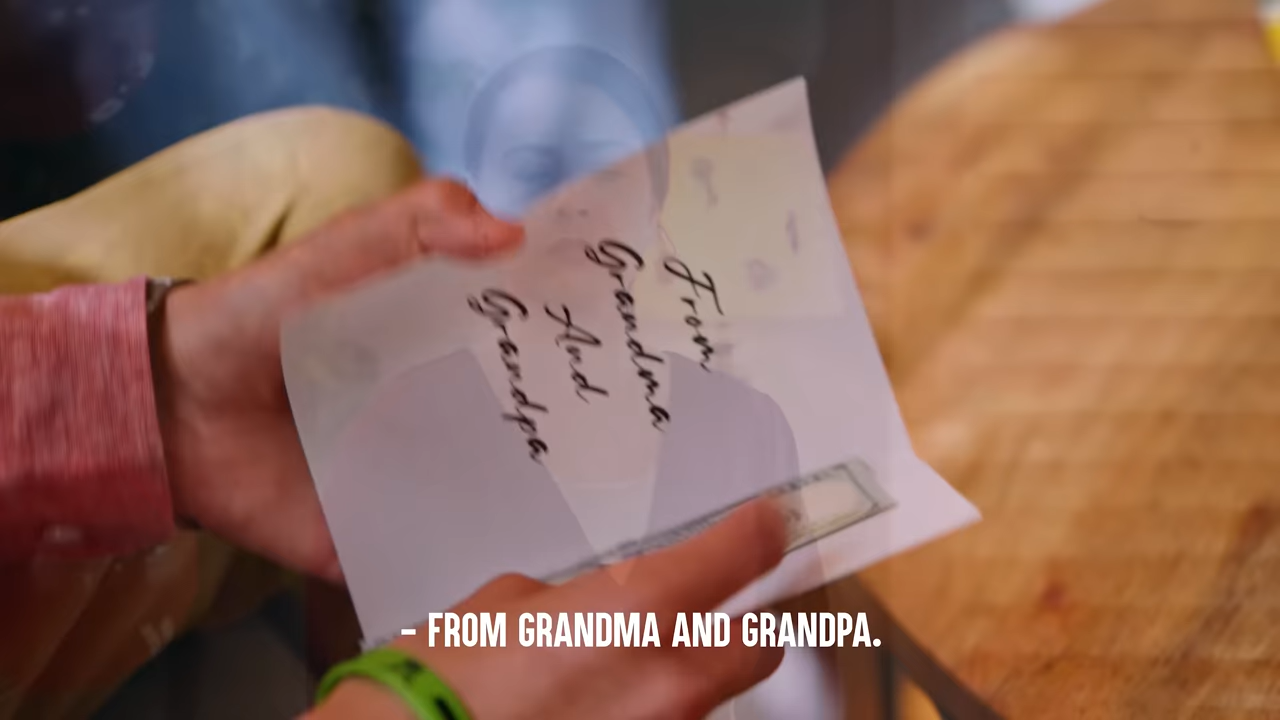 From
Grandma
And
Grandpa
- FROM GRANDMA AND GRANDPA.